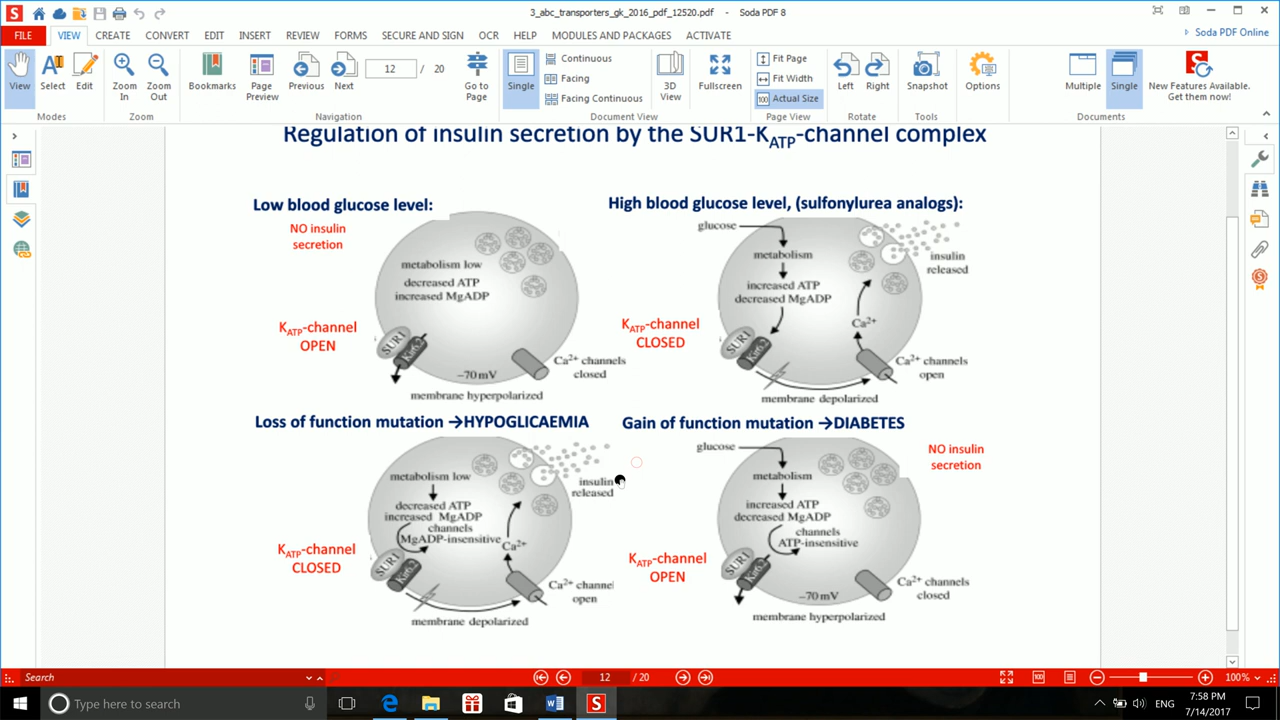 3_abc_transporters_gk_2016_pdf_12520.pdf - Soda PDF 8
FILE VIEW CREATE CONVERT EDIT INSERT REVIEW FORMS SECURE AND SIGN OCR HELP MODULES AND PACKAGES ACTIVATE
Soda PDF Online
View Select Edit
Modes
Zoom In Zoom Out
Zoom
Bookmarks Page Preview Previous Next 12 / 20 Go to Page
Navigation
Single Continuous Facing Facing Continuous 3D View Fullscreen
Document View
Fit Page
Fit Width
100 Actual Size
Page View
Left Right
Rotate
Snapshot
Tools
Options
Multiple Single
Documents
New Features Available.
Get them now!
Regulation of insulin secretion by the SUR1-KATP-channel complex
Low blood glucose level:
NO insulin
secretion
metabolism low
decreased ATP
increased MgADP
KATP-channel
OPEN
SUR1
Kir6.2
–70 mV
Ca2+ channels
closed
membrane hyperpolarized
High blood glucose level, (sulfonylurea analogs):
glucose
metabolism
insulin
released
increased ATP
decreased MgADP
KATP-channel
CLOSED
Ca2+
SUR1
Kir6.2
Ca2+ channels
open
membrane depolarized
Loss of function mutation →HYPOGLICAEMIA
metabolism low
insulin
released
decreased ATP
increased MgADP
channels
MgADP-insensitive
Ca2+
KATP-channel
CLOSED
SUR1
Kir6.2
Ca2+ channel
open
membrane depolarized
Gain of function mutation →DIABETES
glucose
NO insulin
secretion
metabolism
increased ATP
decreased MgADP
channels
ATP-insensitive
KATP-channel
OPEN
SUR1
Kir6.2
–70 mV
Ca2+ channels
closed
membrane hyperpolarized
Search
12 / 20
100%
Type here to search
ENG
7:58 PM
7/14/2017